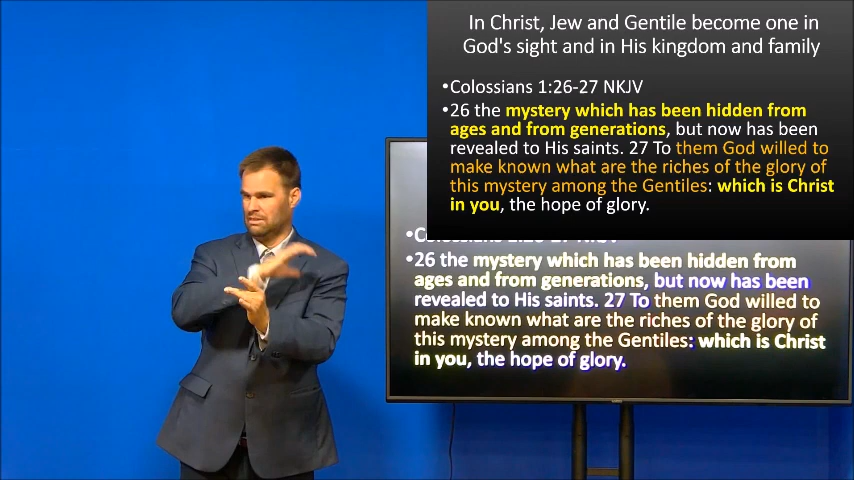 In Christ, Jew and Gentile become one in
God's sight and in His kingdom and family
•Colossians 1:26-27 NKJV
•26 the mystery which has been hidden from
ages and from generations, but now has been
revealed to His saints. 27 To them God willed to
make known what are the riches of the glory of
this mystery among the Gentiles: which is Christ
in you, the hope of glory.
•26 the mystery which has been hidden from
ages and from generations, but now has been
revealed to His saints. 27 To them God willed to
make known what are the riches of the glory of
this mystery among the Gentiles: which is Christ
in you, the hope of glory.